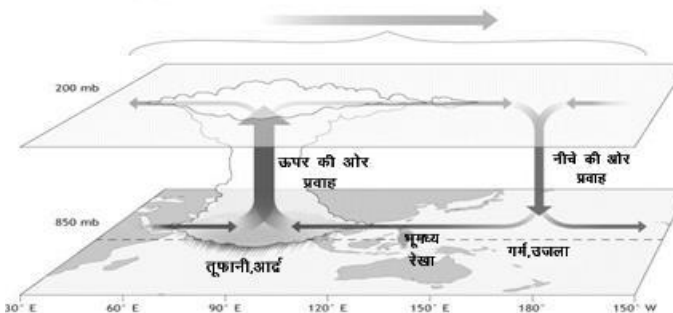 200 mb
ऊपर की ओर
प्रवाह
नीचे की ओर
प्रवाह
850 mb
भूमध्य
रेखा
तूफानी,आर्द
गर्म,उजला
30° E 60° E 90° E 120° E 150° E 180° 150° W